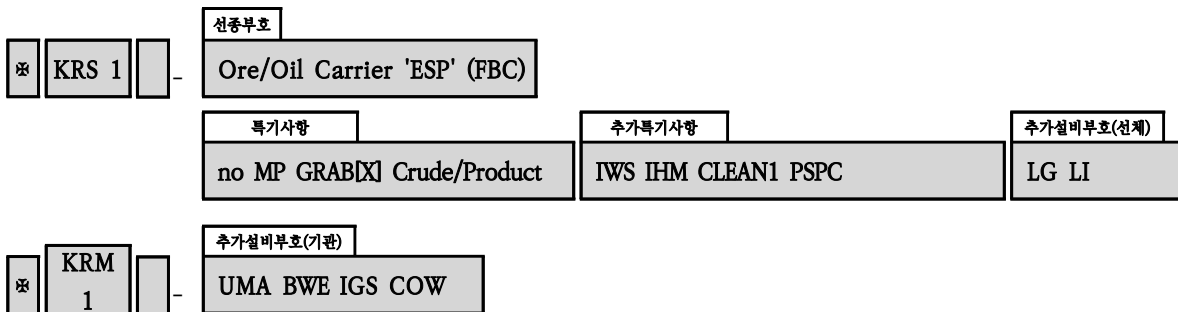 선종부호
✠ KRS 1 - Ore/Oil Carrier 'ESP' (FBC)
특기사항 추가특기사항 추가설비부호(선체)
no MP GRAB[X] Crude/Product IWS IHM CLEAN1 PSPC LG LI
추가설비부호(기관)
✠ KRM 1 - UMA BWE IGS COW